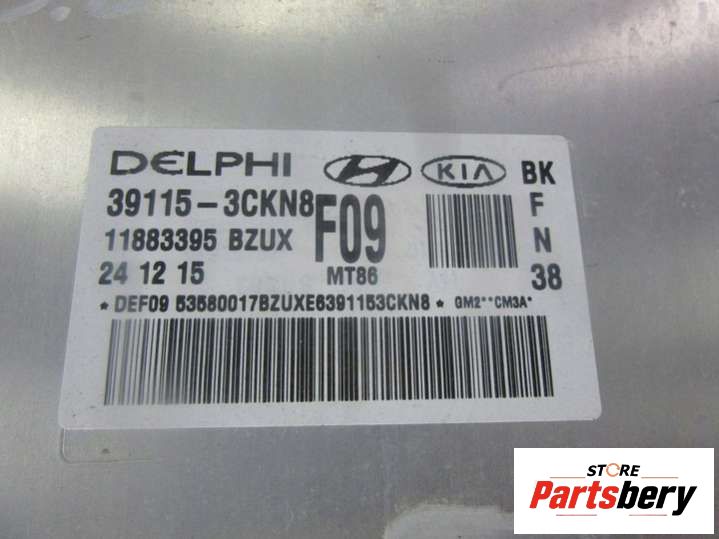 DELPHI H KIA BK
39115-3CKN8 F09 F
11883395 BZUX N
24 12 15 MT86 38
*DEF09 53580017BZUXE6391153CKN8* GM2**CM3A*
STORE
Partsbery